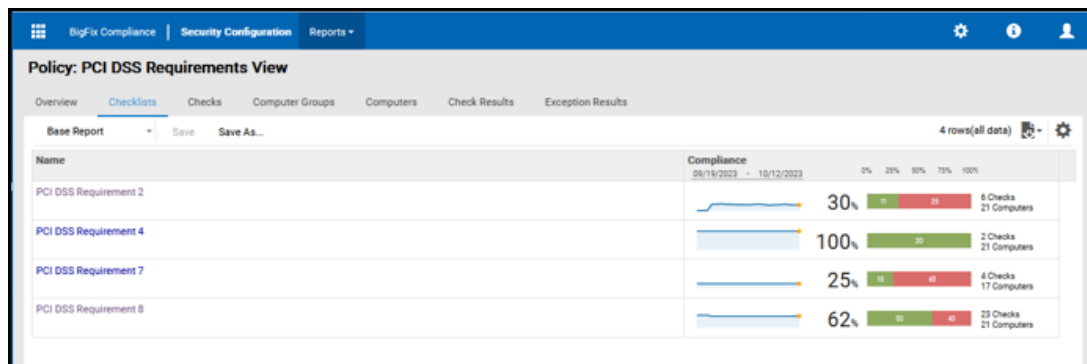 BigFix Compliance | Security Configuration Reports
Policy: PCI DSS Requirements View
Overview Checklists Checks Computer Groups Computers Check Results Exception Results
Base Report Save Save As... 4 rows(all data)
Name Compliance
09/19/2023 - 10/12/2023 0% 25% 50% 75% 100%
PCI DSS Requirement 2 30% 11 25 6 Checks
21 Computers
PCI DSS Requirement 4 100% 20 2 Checks
21 Computers
PCI DSS Requirement 7 25% 45 4 Checks
17 Computers
PCI DSS Requirement 8 62% 40 23 Checks
21 Computers